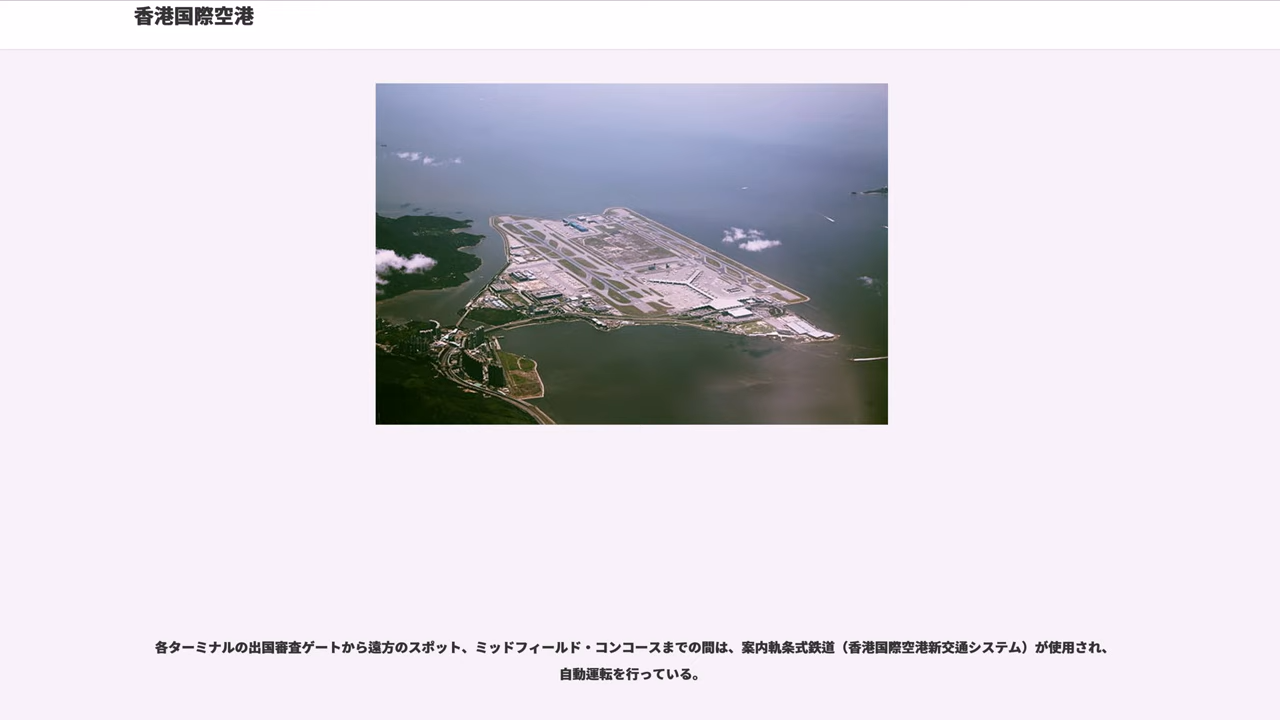 香港国際空港
各ターミナルの出国審査ゲートから遠方のスポット、ミッドフィールド・コンコースまでの間は、案内軌条式鉄道（香港国際空港新交通システム）が使用され、
自動運転を行っている。